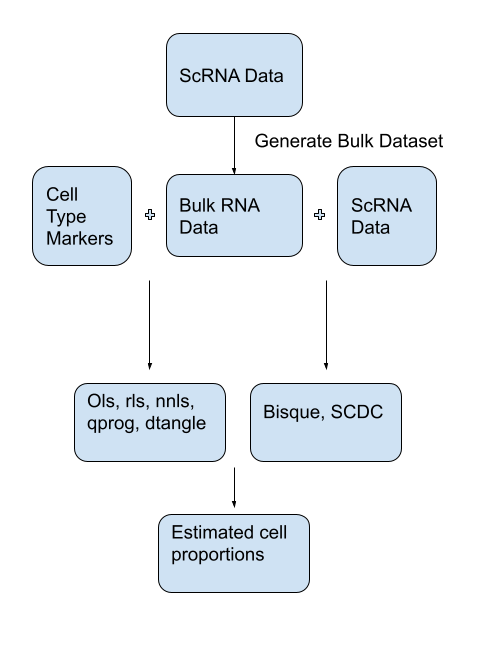 ScRNA Data
Generate Bulk Dataset
Cell
Type
Markers
Bulk RNA
Data
ScRNA
Data
Ols, rls, nnls,
qprog, dtangle
Bisque, SCDC
Estimated cell
proportions